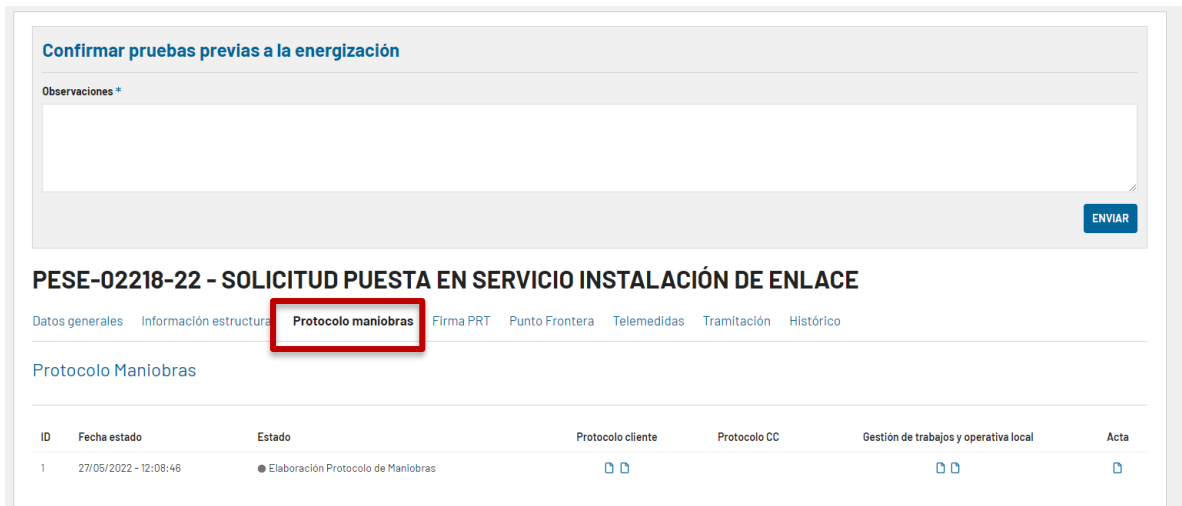 Confirmar pruebas previas a la energización
Observaciones *
ENVIAR
PESE-02218-22 - SOLICITUD PUESTA EN SERVICIO INSTALACIÓN DE ENLACE
Datos generales Información estructura Protocolo maniobras Firma PRT Punto Frontera Telemedidas Tramitación Histórico
Protocolo Maniobras
ID Fecha estado Estado Protocolo cliente Protocolo CC Gestión de trabajos y operativa local Acta
1 27/05/2022 - 12:08:46 Elaboración Protocolo de Maniobras